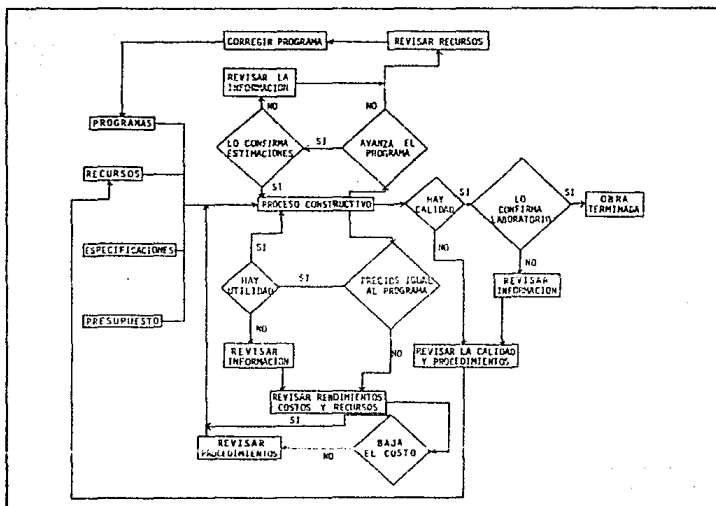 CORREGIR PROGRAMA
REVISAR RECURSOS
REVISAR LA
INFORMACION
NO
NO
PROGRAMAS
LO CONFIRMA
ESTIMACIONES
SI
AVANZA EL
PROGRAMA
RECURSOS
SI
PROCESO CONSTRUCTIVO
HAY
CALIDAD
SI
LO
CONFIRMA
LABORATORIO
SI
OBRA
TERMINADA
NO
NO
ESPECIFICACIONES
SI
HAY
UTILIDAD
SI
PRECIOS IGUAL
AL PROGRAMA
REVISAR
INFORMACION
PRESUPUESTO
NO
NO
REVISAR
INFORMACION
REVISAR LA CALIDAD
Y PROCEDIMIENTOS
REVISAR RENDIMIENTOS
COSTOS Y RECURSOS
SI
REVISAR
PROCEDIMIENTOS
NO
BAJA
EL COSTO